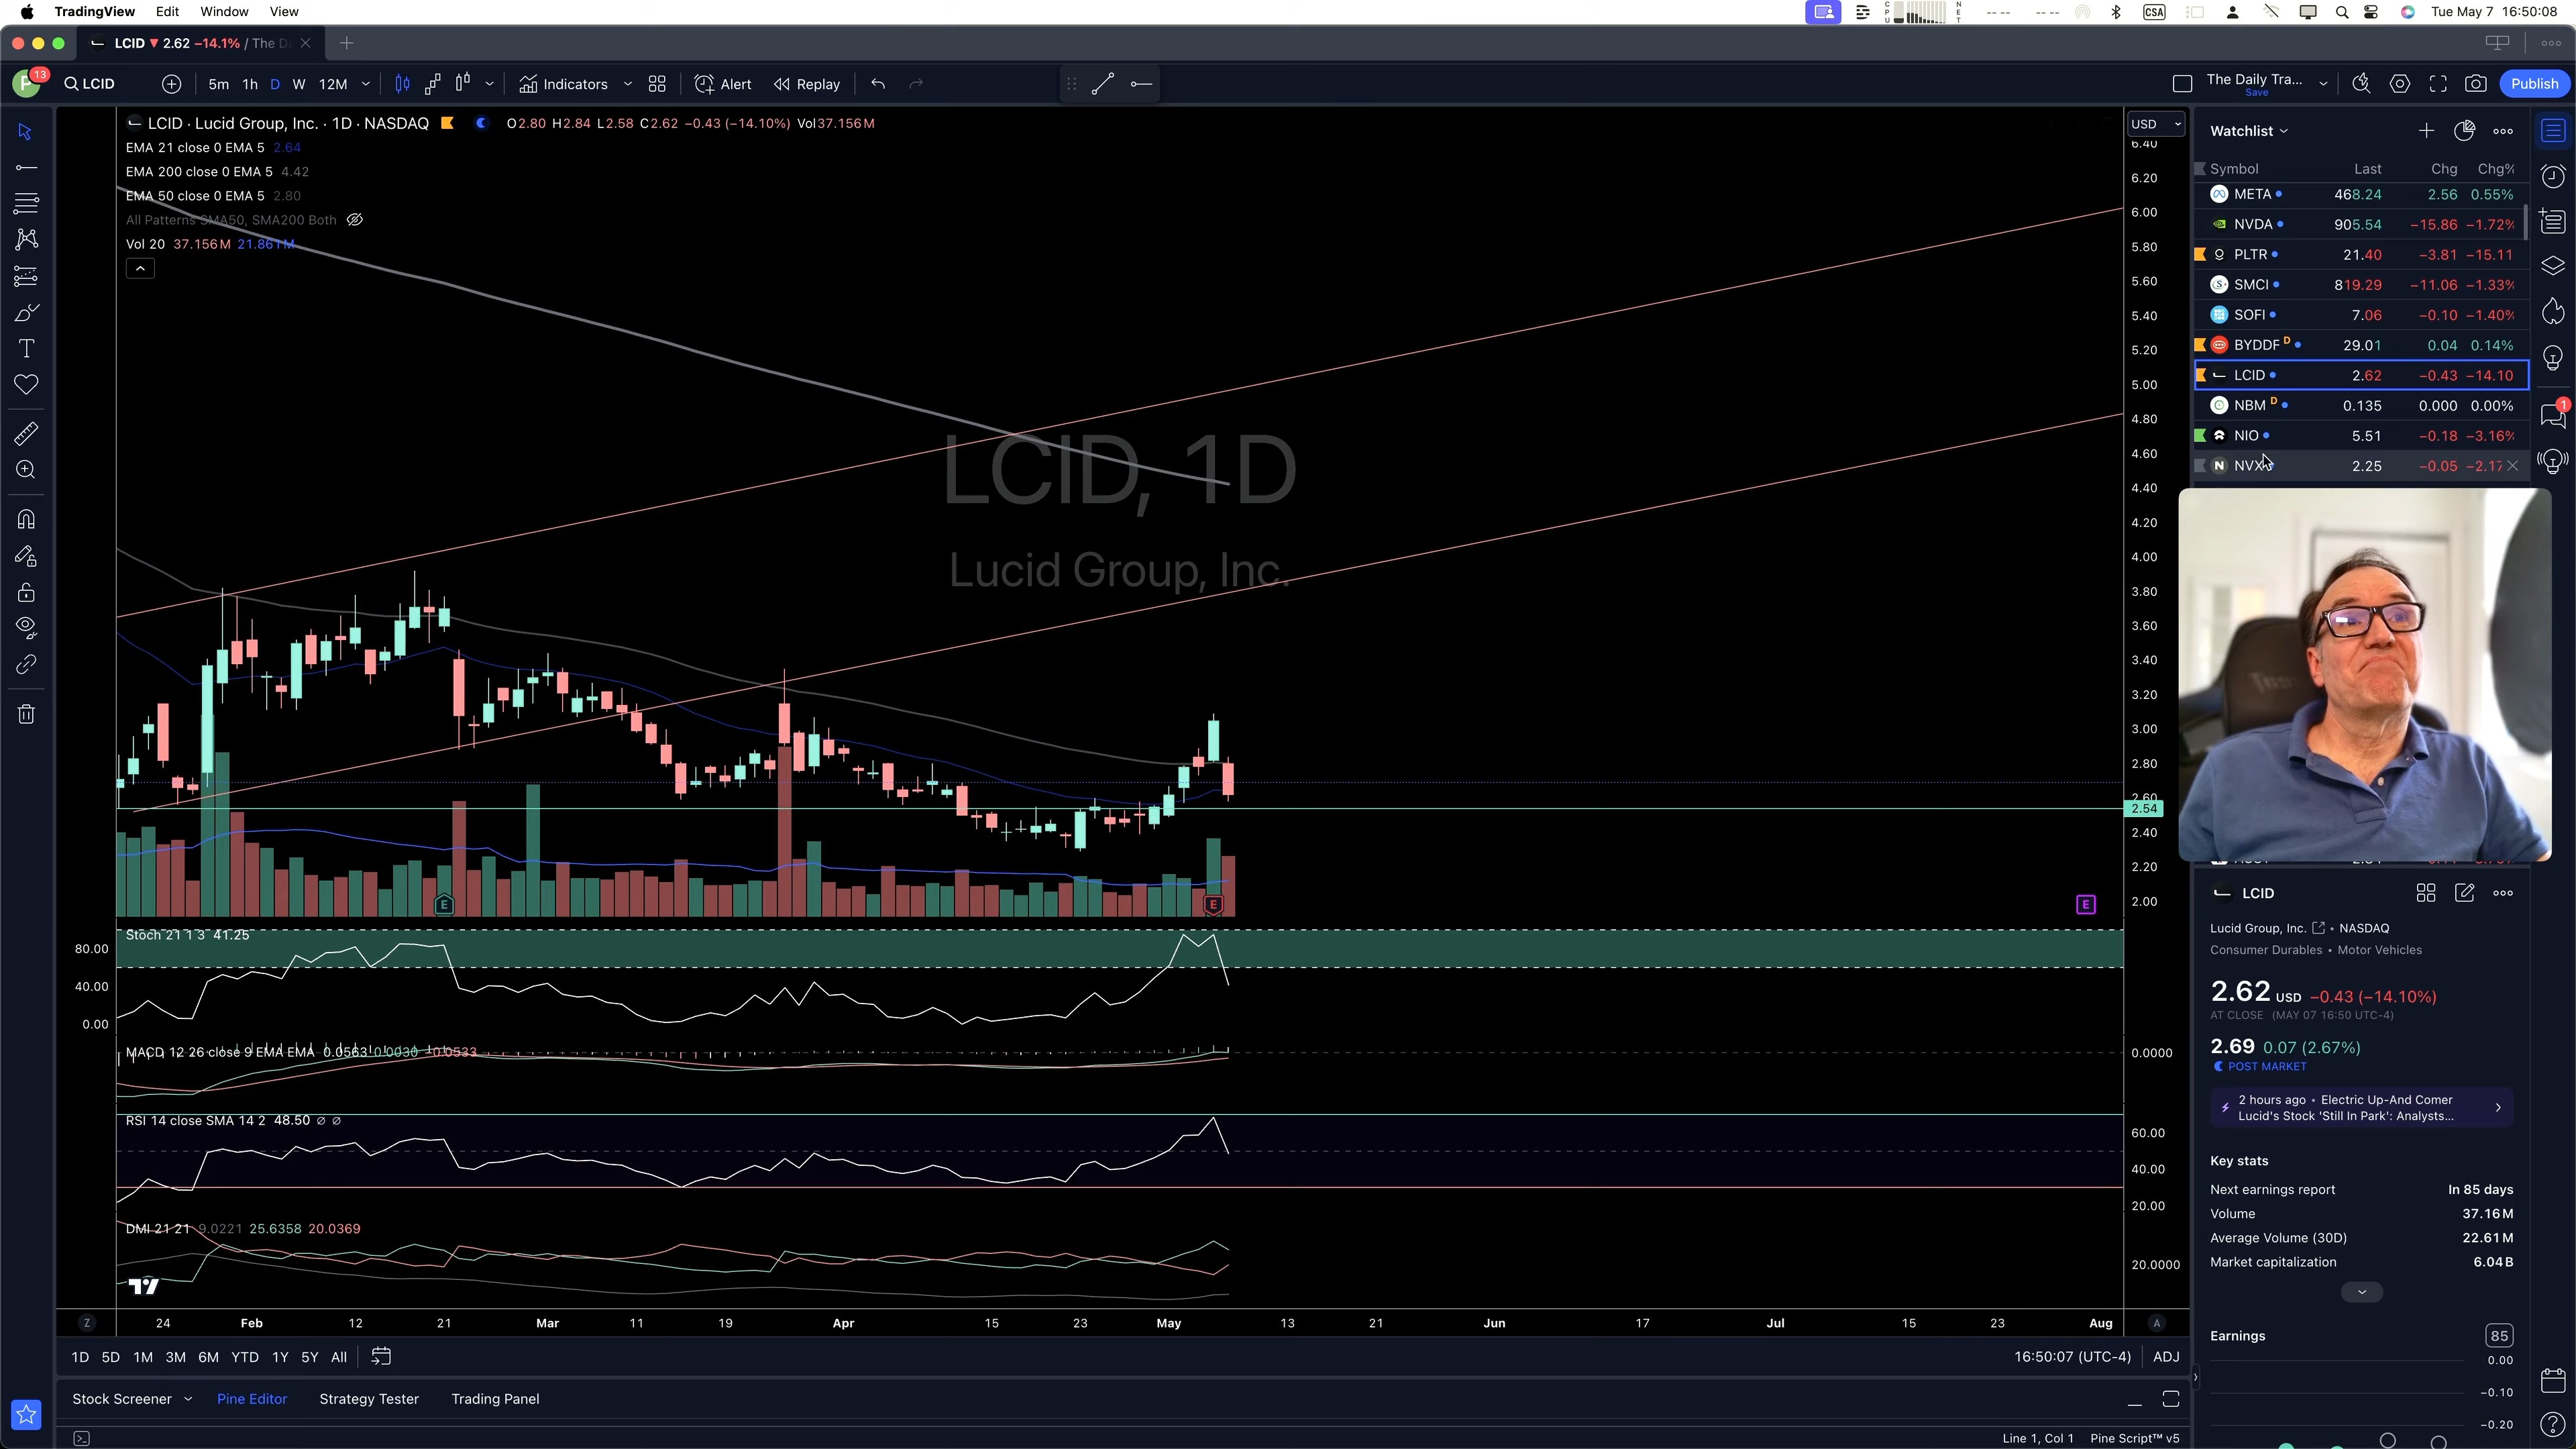 TradingView Edit Window View
CSA
Tue May 7 16:50:08
LCID ▼ 2.62 −14.1% / The Da
13
LCID 5m 1h D W 12M Indicators Alert Replay
The Daily Tra...
Save
Publish
LCID · Lucid Group, Inc. · 1D · NASDAQ O2.80 H2.84 L2.58 C2.62 −0.43 (−14.10%) Vol37.156M
EMA 21 close 0 EMA 5 2.64
EMA 200 close 0 EMA 5 4.42
EMA 50 close 0 EMA 5 2.80
All Patterns SMA50, SMA200 Both
Vol 20 37.156M 21.861M
LCID, 1D
Lucid Group, Inc.
USD
6.40
6.20
6.00
5.80
5.60
5.40
5.20
5.00
4.80
4.60
4.40
4.20
4.00
3.80
3.60
3.40
3.20
3.00
2.80
2.60
2.54
2.40
2.20
2.00
E
E
E
Stoch 21 1 3 41.25
80.00
40.00
0.00
MACD 12 26 close 9 EMA EMA 0.0563 0.0030 −0.0533
0.0000
RSI 14 close SMA 14 2 48.50 ∅ ∅
60.00
40.00
20.00
DMI 21 21 9.0221 25.6358 20.0369
20.0000
Z 24 Feb 12 21 Mar 11 19 Apr 15 23 May 13 21 Jun 17 Jul 15 23 Aug A
1D 5D 1M 3M 6M YTD 1Y 5Y All
16:50:07 (UTC-4) ADJ
Stock Screener Pine Editor Strategy Tester Trading Panel
Line 1, Col 1 Pine Script™ v5
Watchlist
Symbol Last Chg Chg%
META 468.24 2.56 0.55%
NVDA 905.54 −15.86 −1.72%
PLTR 21.40 −3.81 −15.11
SMCI 819.29 −11.06 −1.33%
SOFI 7.06 −0.10 −1.40%
BYDDF D 29.01 0.04 0.14%
LCID 2.62 −0.43 −14.10
NBM D 0.135 0.000 0.00%
NIO 5.51 −0.18 −3.16%
NVX 2.25 −0.05 −2.17
1
LCID
Lucid Group, Inc. • NASDAQ
Consumer Durables • Motor Vehicles
2.62 USD −0.43 (−14.10%)
AT CLOSE (MAY 07 16:50 UTC-4)
2.69 0.07 (2.67%)
POST MARKET
2 hours ago • Electric Up-And Comer
Lucid's Stock 'Still In Park': Analysts...
Key stats
Next earnings report In 85 days
Volume 37.16M
Average Volume (30D) 22.61M
Market capitalization 6.04B
Earnings 85
0.00
−0.10
−0.20